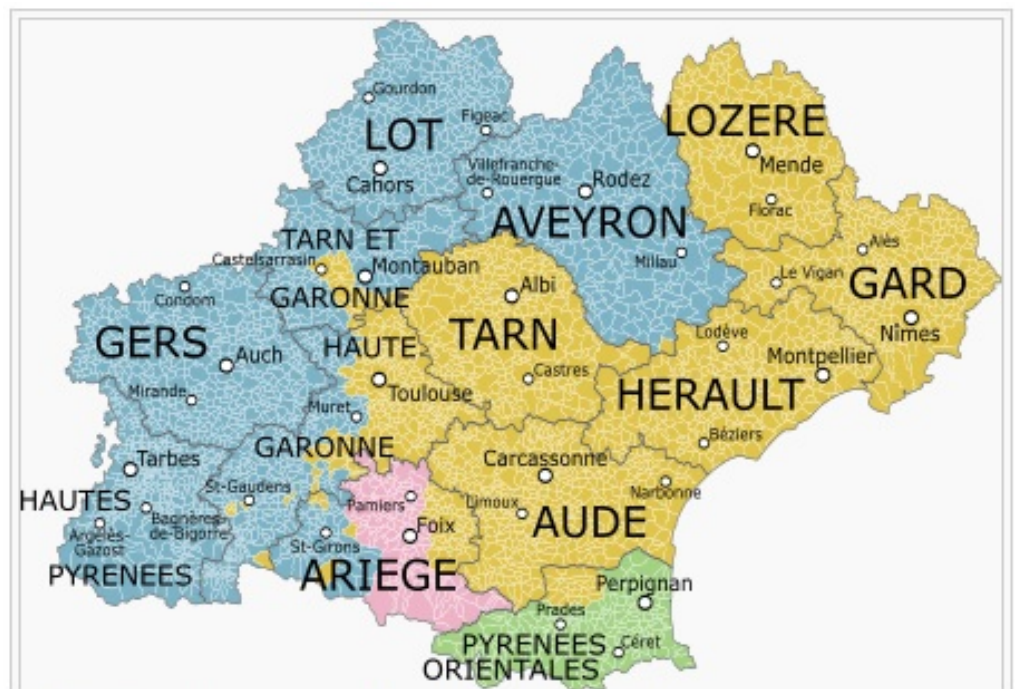 Gourdon
Figeac
LOT
LOZERE
Villefranche-
de-Rouergue
Mende
Cahors
Rodez
Florac
AVEYRON
TARN ET
Castelsarrasin
Montauban
Millau
Alès
Le Vigan
Condom
GARONNE
Albi
GARD
GERS
HAUTE
TARN
Lodève
Nîmes
Auch
Montpellier
Mirande
Toulouse
Castres
HERAULT
Muret
Béziers
GARONNE
Tarbes
Carcassonne
St-Gaudens
Pamiers
Limoux
Narbonne
HAUTES
Bagnères-
de-Bigorre
Argelès-
Gazost
Foix
AUDE
St-Girons
PYRENEES
ARIEGE
Perpignan
Prades
PYRENEES
Céret
ORIENTALES